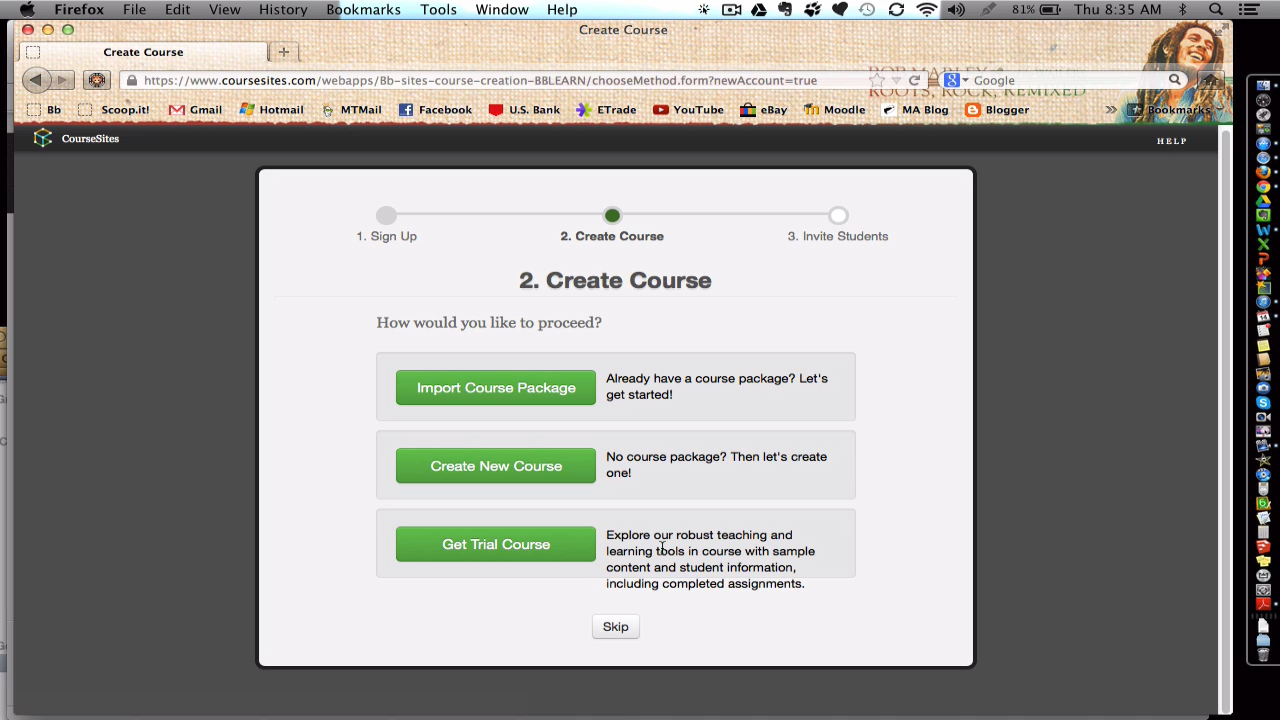 Firefox File Edit View History Bookmarks Tools Window Help 81% Thu 8:35 AM
Create Course
Create Course
https://www.coursesites.com/webapps/Bb-sites-course-creation-BBLEARN/chooseMethod.form?newAccount=true Google
BOB MARLEY
ROOTS, ROCK, REMIXED
Bb Scoop.it! Gmail Hotmail MTMail Facebook U.S. Bank ETrade YouTube eBay Moodle MA Blog Blogger » Bookmarks
CourseSites HELP
1. Sign Up 2. Create Course 3. Invite Students
2. Create Course
How would you like to proceed?
Import Course Package
Already have a course package? Let's
get started!
Create New Course
No course package? Then let's create
one!
Get Trial Course
Explore our robust teaching and
learning tools in course with sample
content and student information,
including completed assignments.
Skip